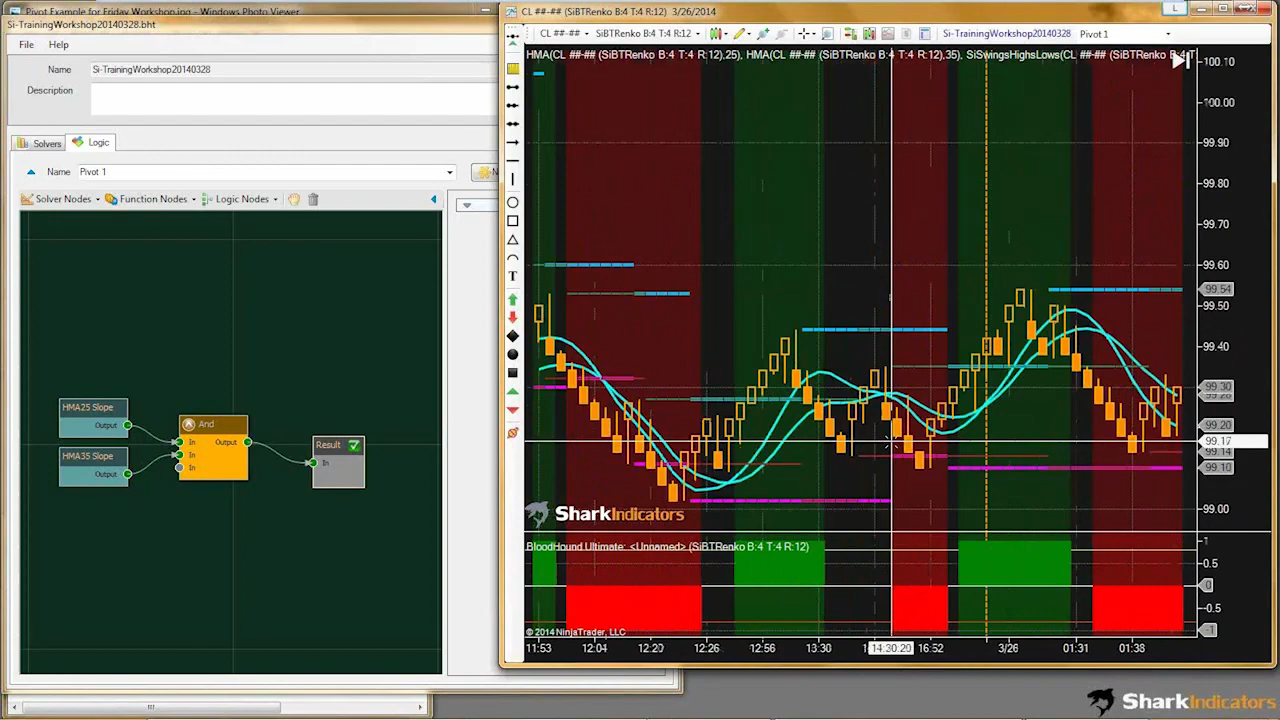 Pivot Example for Friday Workshop.jpg - Windows Photo Viewer
Si-TrainingWorkshop20140328.bht
File Help
Name Si-TrainingWorkshop20140328
Description
Solvers Logic
Name Pivot 1
Solver Nodes Function Nodes Logic Nodes
HMA25 Slope
Output
HMA35 Slope
Output
And
In Output
In
In
Result
In
CL ##-## (SiBTRenko B:4 T:4 R:12) 3/26/2014
CL ##-## SiBTRenko B:4 T:4 R:12 Si-TrainingWorkshop20140328 Pivot 1
HMA(CL ##-## (SiBTRenko B:4 T:4 R:12),25), HMA(CL ##-## (SiBTRenko B:4 T:4 R:12),35), SiSwingsHighsLows(CL ##-## (SiBTRenko B:4 T
100.10
100.00
99.90
99.80
99.70
99.60
99.54
99.50
99.40
99.30
99.20
99.17
99.14
99.10
99.00
SharkIndicators
BloodHound Ultimate: <Unnamed> (SiBTRenko B:4 T:4 R:12)
1
0.5
0
-0.5
-1
© 2014 NinjaTrader, LLC
11:53 12:04 12:20 12:26 12:56 13:30 14:30:29 16:52 3/26 01:31 01:38
SharkIndicators